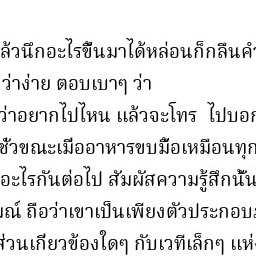 ล้วนึกอะไรขึ้นมาได้หล่อนก็กลืนคำ
ว่าง่าย ตอบเบาๆ ว่า
ว่าอยากไปไหน แล้วจะโทร ไปบอก
ชั่วขณะเมื่ออาหารขบมื้อเหมือนทุก
อะไรกันต่อไป สัมผัสความรู้สึกนั้น
มณ์ ถือว่าเขาเป็นเพียงตัวประกอบ
ส่วนเกี่ยวข้องใดๆ กับเวทีเล็กๆ แห่